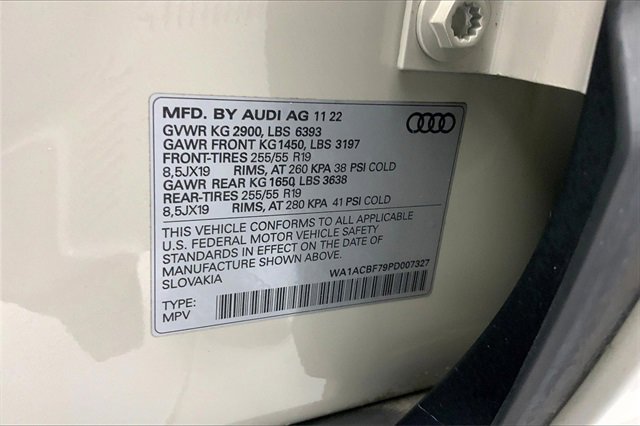 MFD. BY AUDI AG 11 22
GVWR KG 2900, LBS 6393
GAWR FRONT KG1450, LBS 3197
FRONT-TIRES 255/55 R19
8,5JX19 RIMS, AT 260 KPA 38 PSI COLD
GAWR REAR KG 1650, LBS 3638
REAR-TIRES 255/55 R19
8,5JX19 RIMS, AT 280 KPA 41 PSI COLD
THIS VEHICLE CONFORMS TO ALL APPLICABLE
U.S. FEDERAL MOTOR VEHICLE SAFETY
STANDARDS IN EFFECT ON THE DATE OF
MANUFACTURE SHOWN ABOVE.
SLOVAKIA WA1ACBF79PD007327
TYPE:
MPV